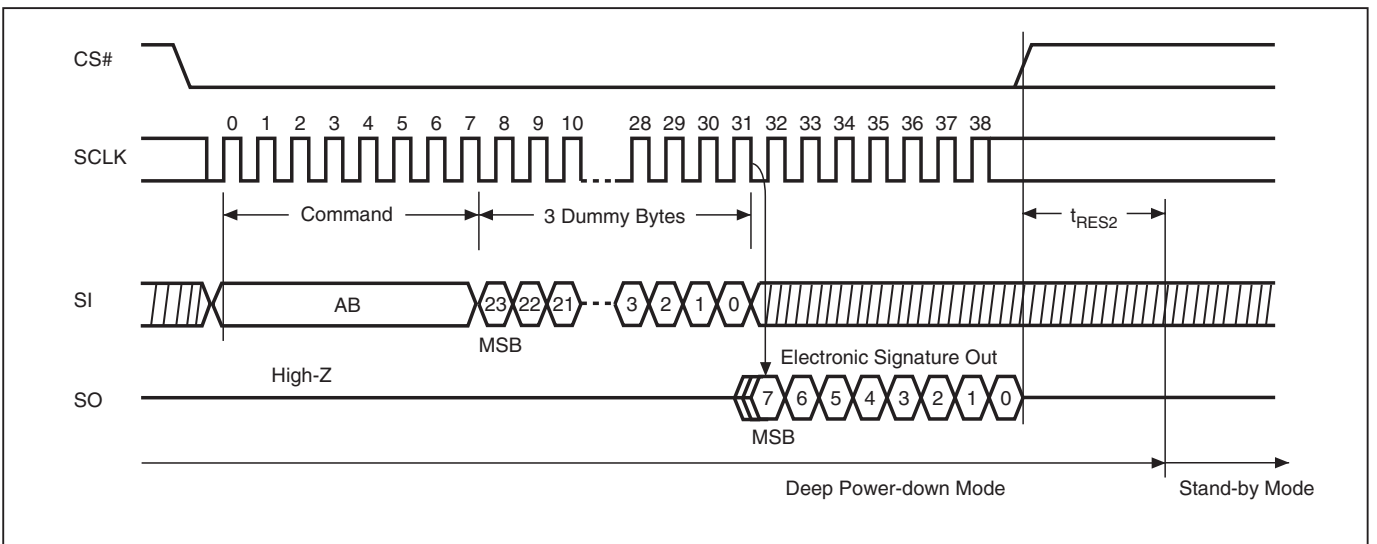 CS#
0 1 2 3 4 5 6 7 8 9 10 28 29 30 31 32 33 34 35 36 37 38
SCLK
Command 3 Dummy Bytes tRES2
SI AB 23 22 21 3 2 1 0
MSB
Electronic Signature Out
High-Z
SO 7 6 5 4 3 2 1 0
MSB
Deep Power-down Mode Stand-by Mode